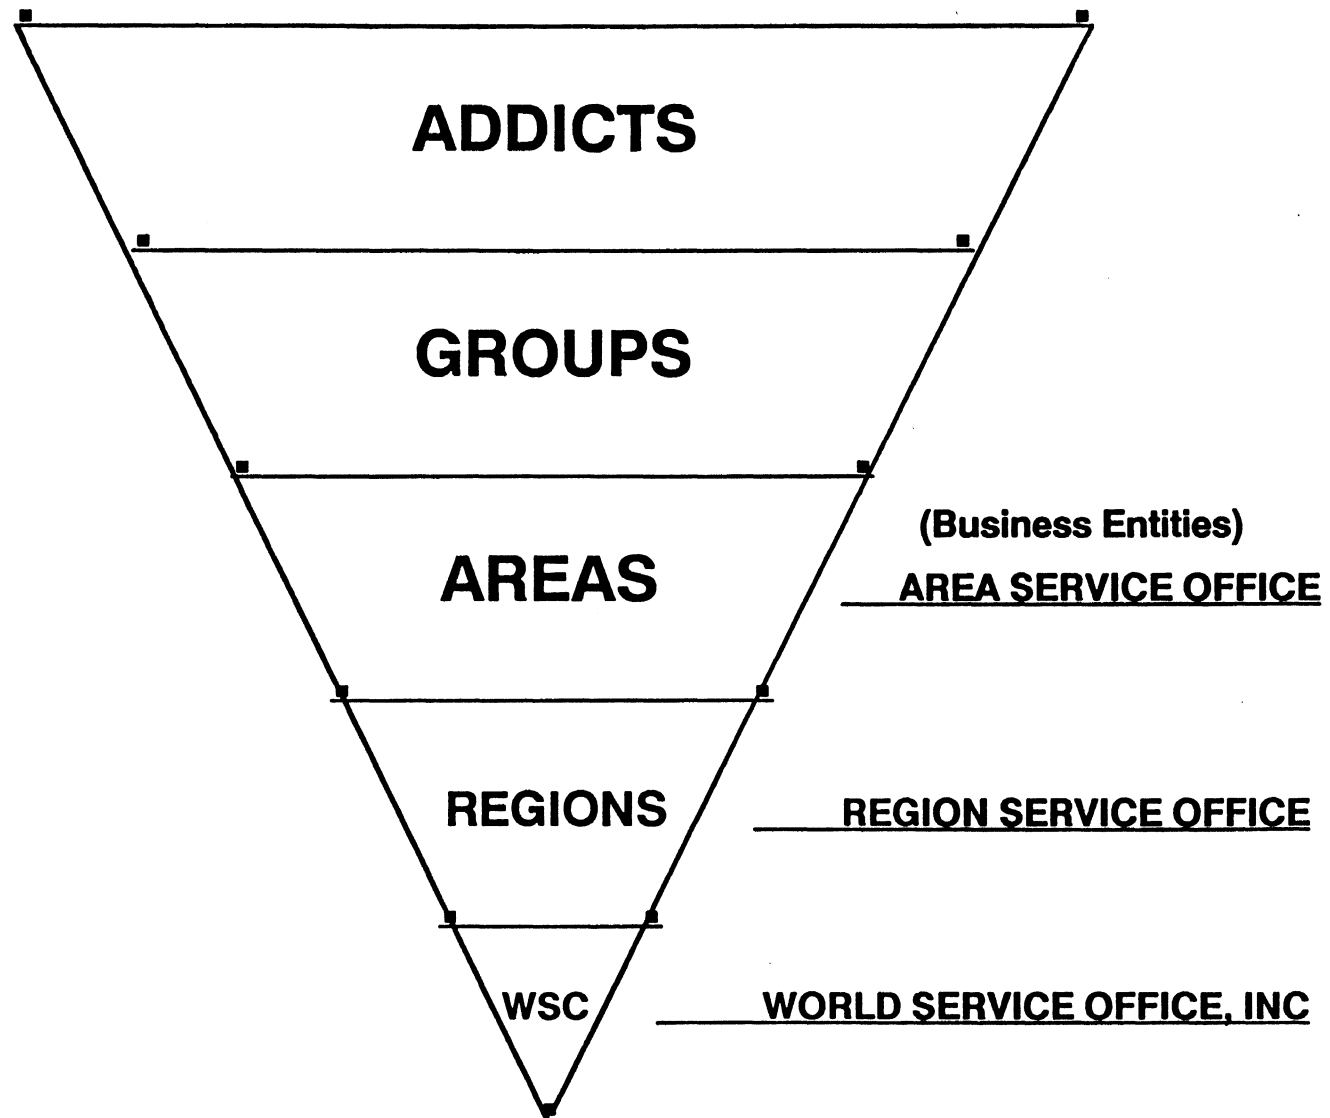 ADDICTS
GROUPS
(Business Entities)
AREAS
AREA SERVICE OFFICE
REGIONS
REGION SERVICE OFFICE
WSC
WORLD SERVICE OFFICE, INC